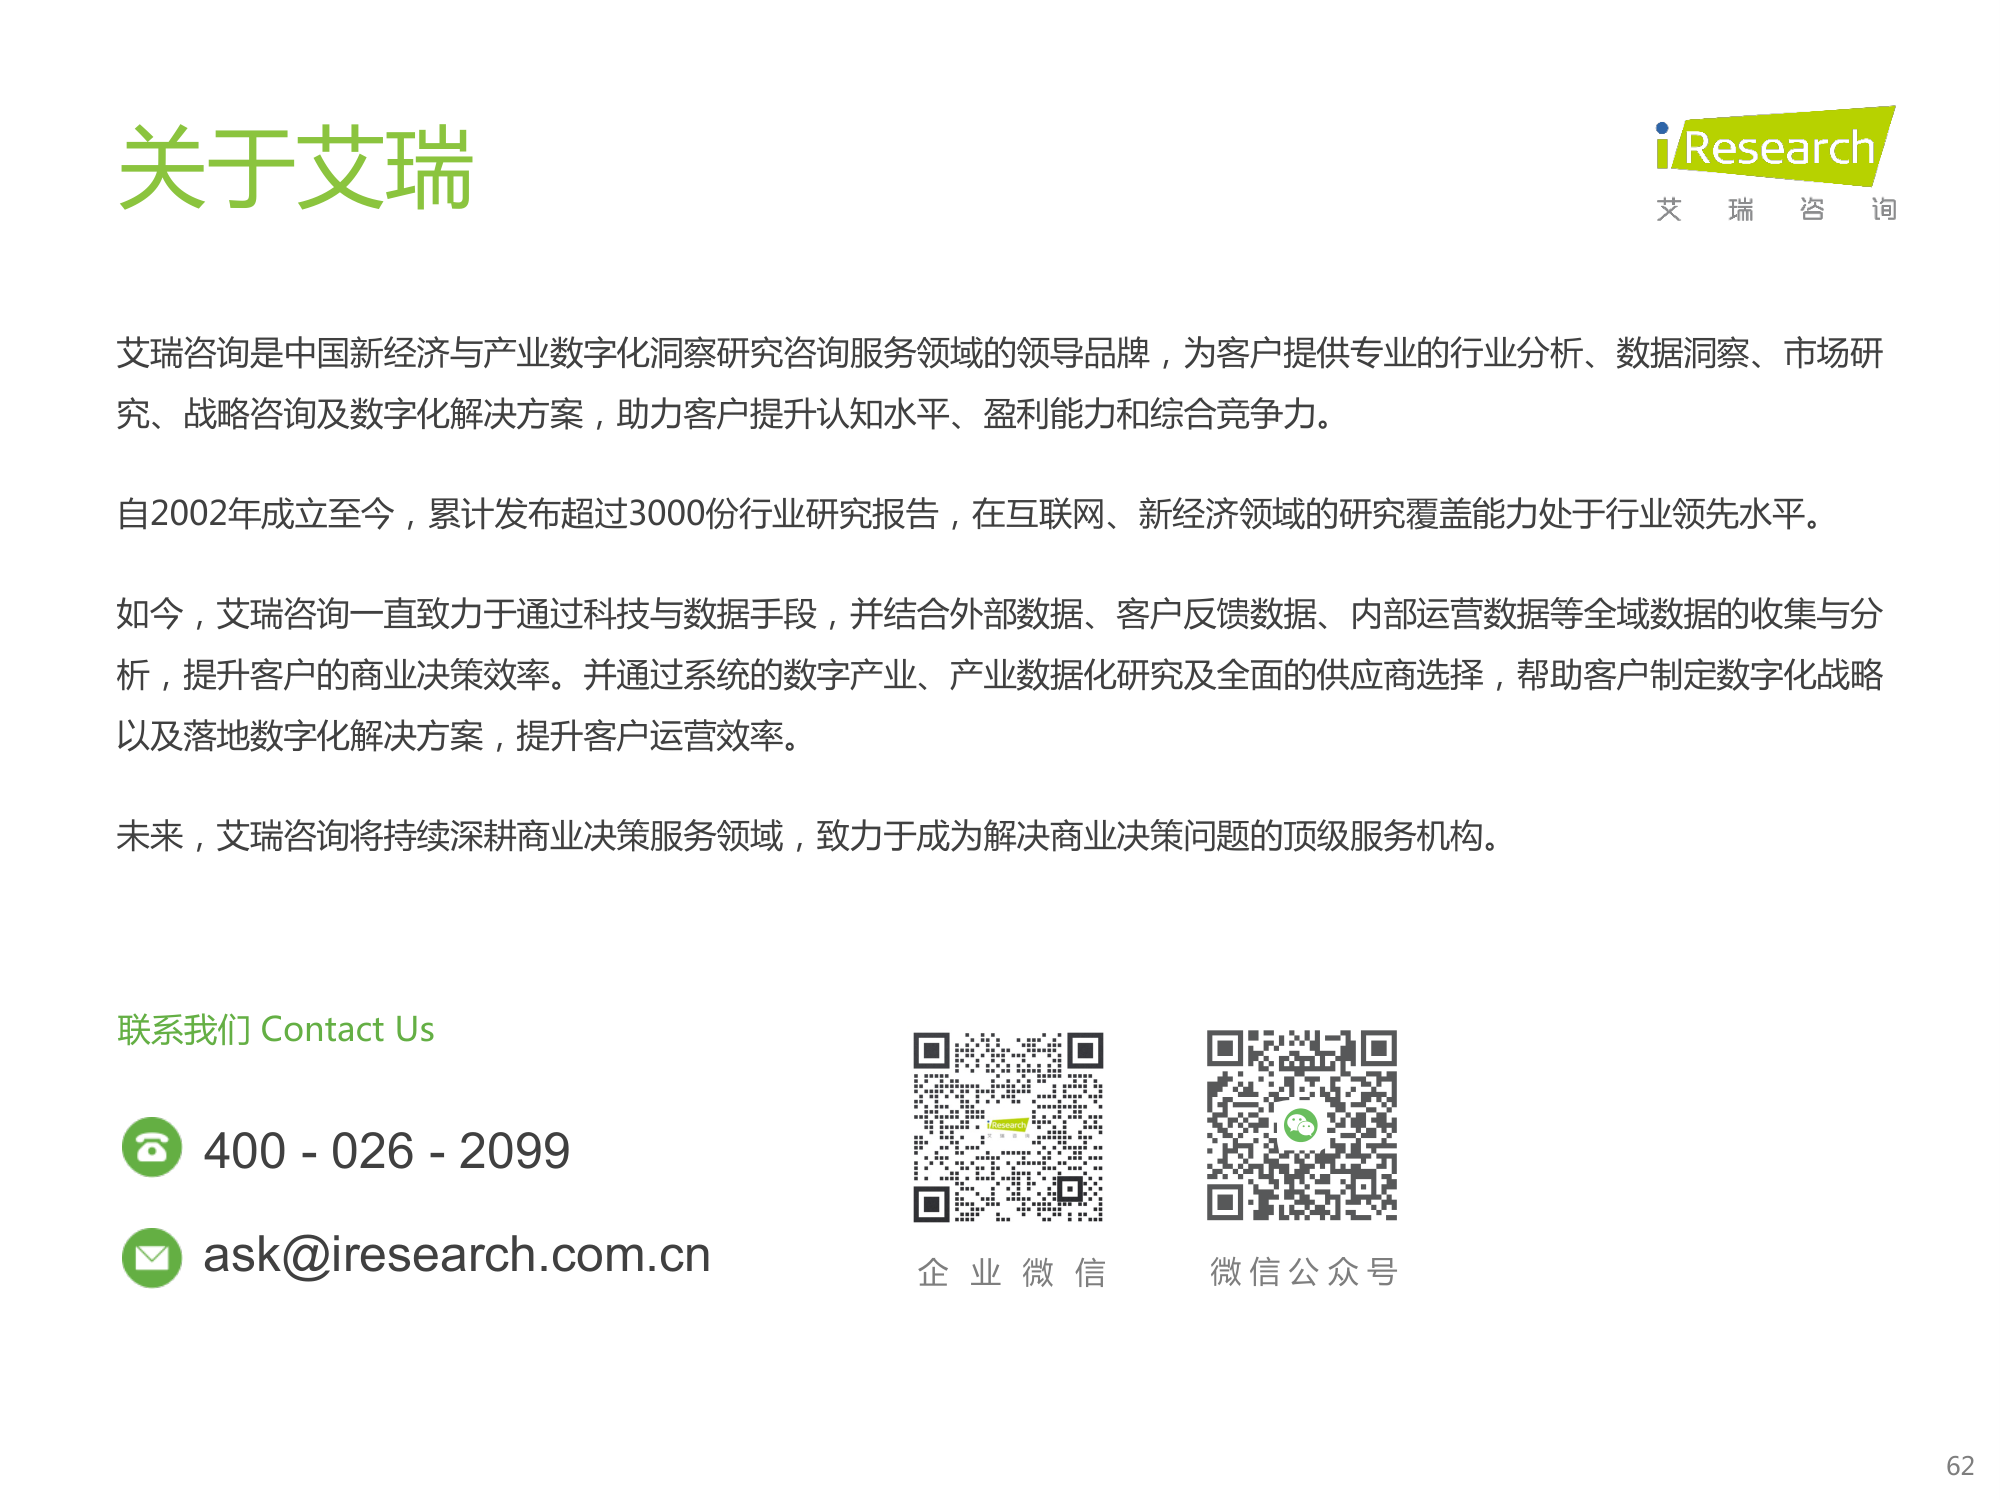 关于艾瑞
iResearch
艾瑞咨询
艾瑞咨询是中国新经济与产业数字化洞察研究咨询服务领域的领导品牌，为客户提供专业的行业分析、数据洞察、市场研
究、战略咨询及数字化解决方案，助力客户提升认知水平、盈利能力和综合竞争力。
自2002年成立至今，累计发布超过3000份行业研究报告，在互联网、新经济领域的研究覆盖能力处于行业领先水平。
如今，艾瑞咨询一直致力于通过科技与数据手段，并结合外部数据、客户反馈数据、内部运营数据等全域数据的收集与分
析，提升客户的商业决策效率。并通过系统的数字产业、产业数据化研究及全面的供应商选择，帮助客户制定数字化战略
以及落地数字化解决方案，提升客户运营效率。
未来，艾瑞咨询将持续深耕商业决策服务领域，致力于成为解决商业决策问题的顶级服务机构。
联系我们 Contact Us
400 - 026 - 2099
ask@iresearch.com.cn
iResearch
艾瑞咨询
企业微信
微信公众号
62